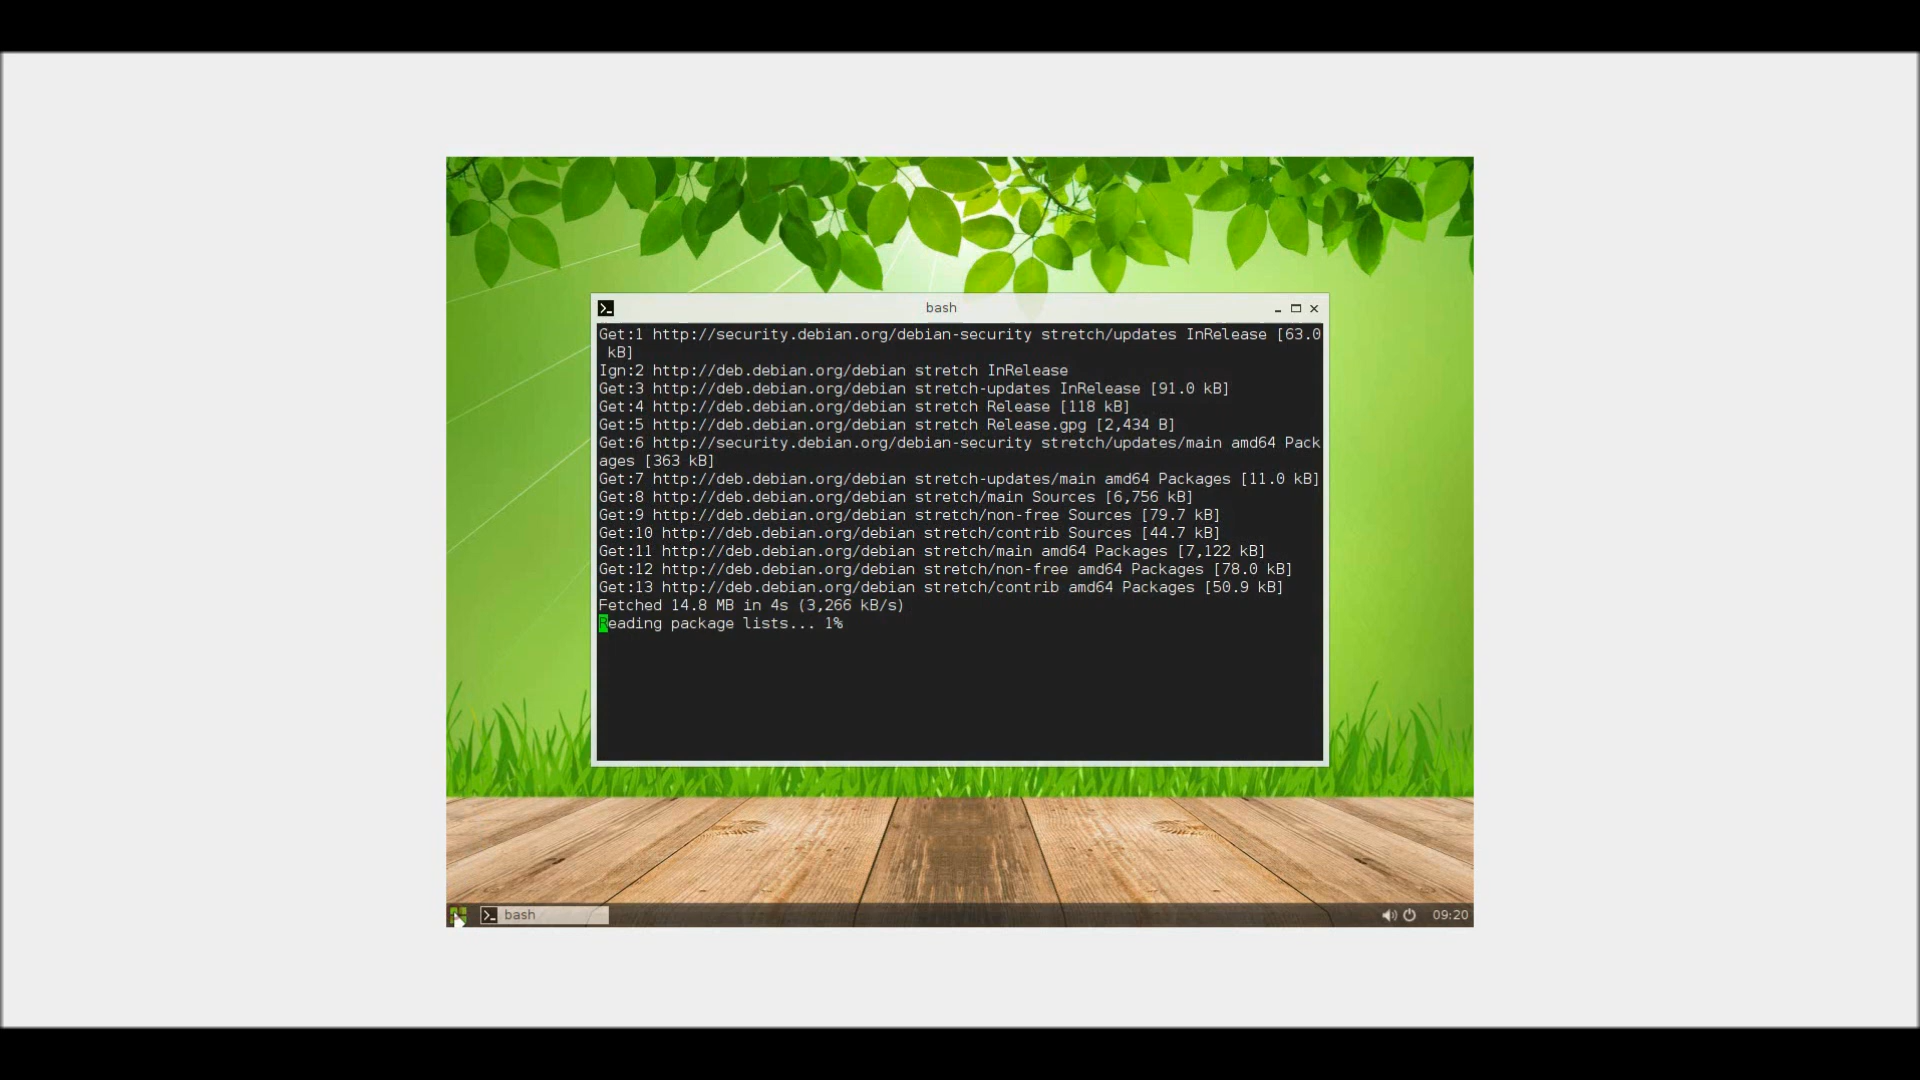 bash
Get:1 http://security.debian.org/debian-security stretch/updates InRelease [63.0
 kB]
Ign:2 http://deb.debian.org/debian stretch InRelease
Get:3 http://deb.debian.org/debian stretch-updates InRelease [91.0 kB]
Get:4 http://deb.debian.org/debian stretch Release [118 kB]
Get:5 http://deb.debian.org/debian stretch Release.gpg [2,434 B]
Get:6 http://security.debian.org/debian-security stretch/updates/main amd64 Pack
ages [363 kB]
Get:7 http://deb.debian.org/debian stretch-updates/main amd64 Packages [11.0 kB]
Get:8 http://deb.debian.org/debian stretch/main Sources [6,756 kB]
Get:9 http://deb.debian.org/debian stretch/non-free Sources [79.7 kB]
Get:10 http://deb.debian.org/debian stretch/contrib Sources [44.7 kB]
Get:11 http://deb.debian.org/debian stretch/main amd64 Packages [7,122 kB]
Get:12 http://deb.debian.org/debian stretch/non-free amd64 Packages [78.0 kB]
Get:13 http://deb.debian.org/debian stretch/contrib amd64 Packages [50.9 kB]
Fetched 14.8 MB in 4s (3,266 kB/s)
Reading package lists... 1%
bash
09:20